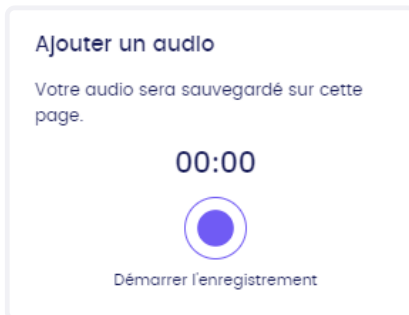 Ajouter un audio
Votre audio sera sauvegardé sur cette
page.
00:00
Démarrer l'enregistrement